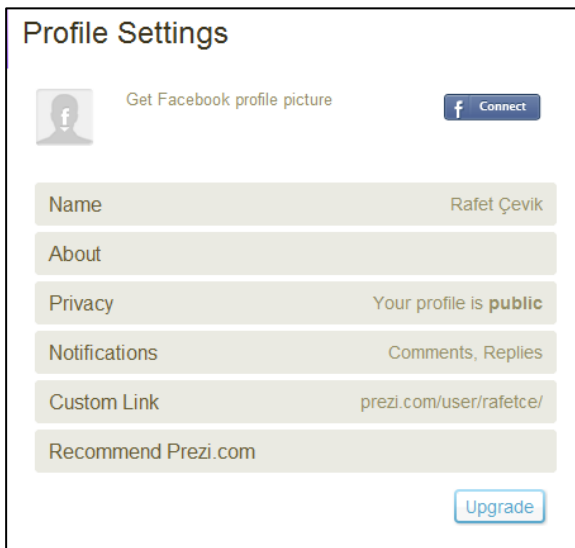 Profile Settings
Get Facebook profile picture
f Connect
f
Name Rafet Çevik
About
Privacy Your profile is public
Notifications Comments, Replies
Custom Link prezi.com/user/rafetce/
Recommend Prezi.com
Upgrade